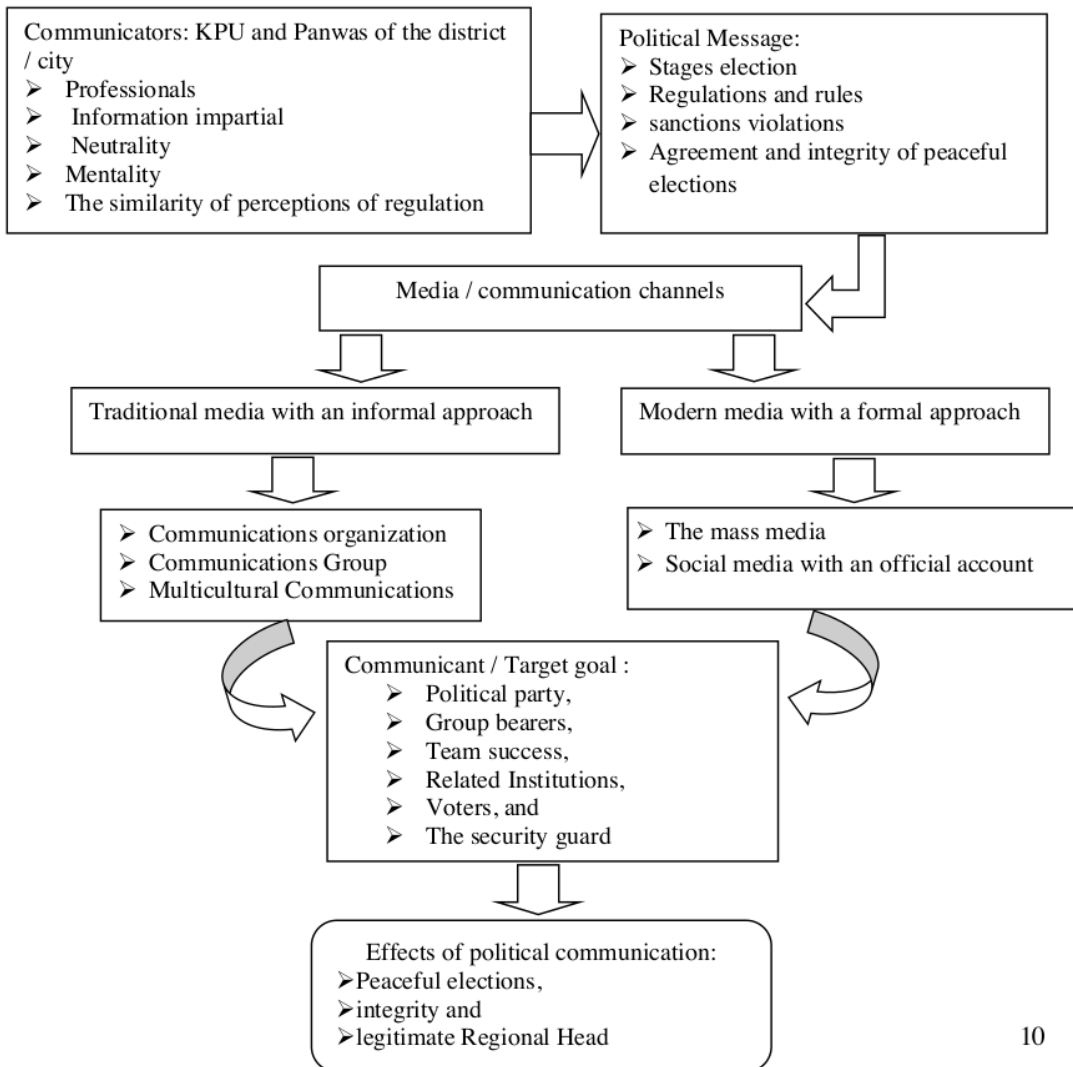 Communicators: KPU and Panwas of the district
/ city
➢ Professionals
➢ Information impartial
➢ Neutrality
➢ Mentality
➢ The similarity of perceptions of regulation
Political Message:
➢ Stages election
➢ Regulations and rules
➢ sanctions violations
➢ Agreement and integrity of peaceful
elections
Media / communication channels
Traditional media with an informal approach
Modern media with a formal approach
➢ Communications organization
➢ Communications Group
➢ Multicultural Communications
➢ The mass media
➢ Social media with an official account
Communicant / Target goal :
➢ Political party,
➢ Group bearers,
➢ Team success,
➢ Related Institutions,
➢ Voters, and
➢ The security guard
Effects of political communication:
➢Peaceful elections,
➢integrity and
➢legitimate Regional Head
10